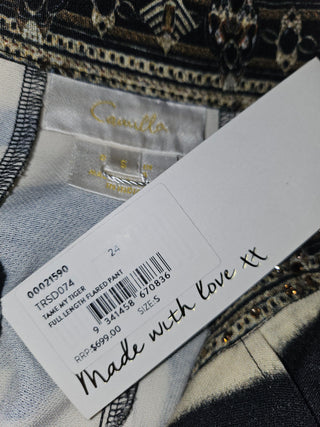 Camilla
S
24
00021590
TRSD074
TAME MY TIGER
FULL LENGTH FLARED PANT
9 341458 670836
SIZE:S
RRP:$699.00
Made with love xx